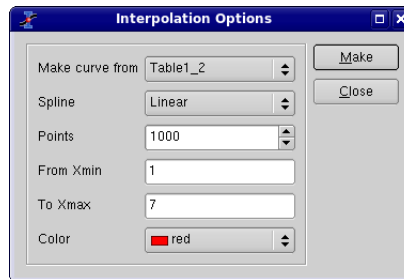 Interpolation Options
Make curve from Table1_2
Spline Linear
Points 1000
From Xmin 1
To Xmax 7
Color red
Make
Close